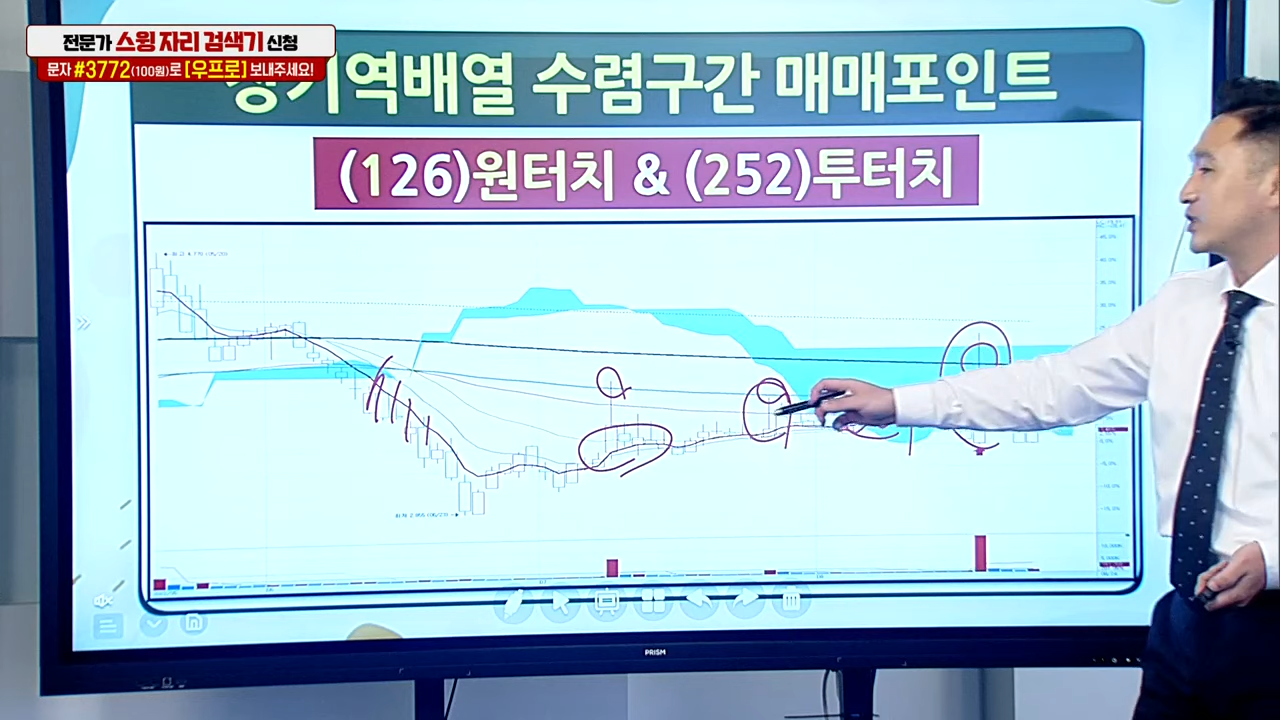 전문가 스윙 자리 검색기 신청
문자 #3772(100원)로 [우프로] 보내주세요!
장기역배열 수렴구간 매매포인트
(126)원터치 & (252)투터치
PRISM